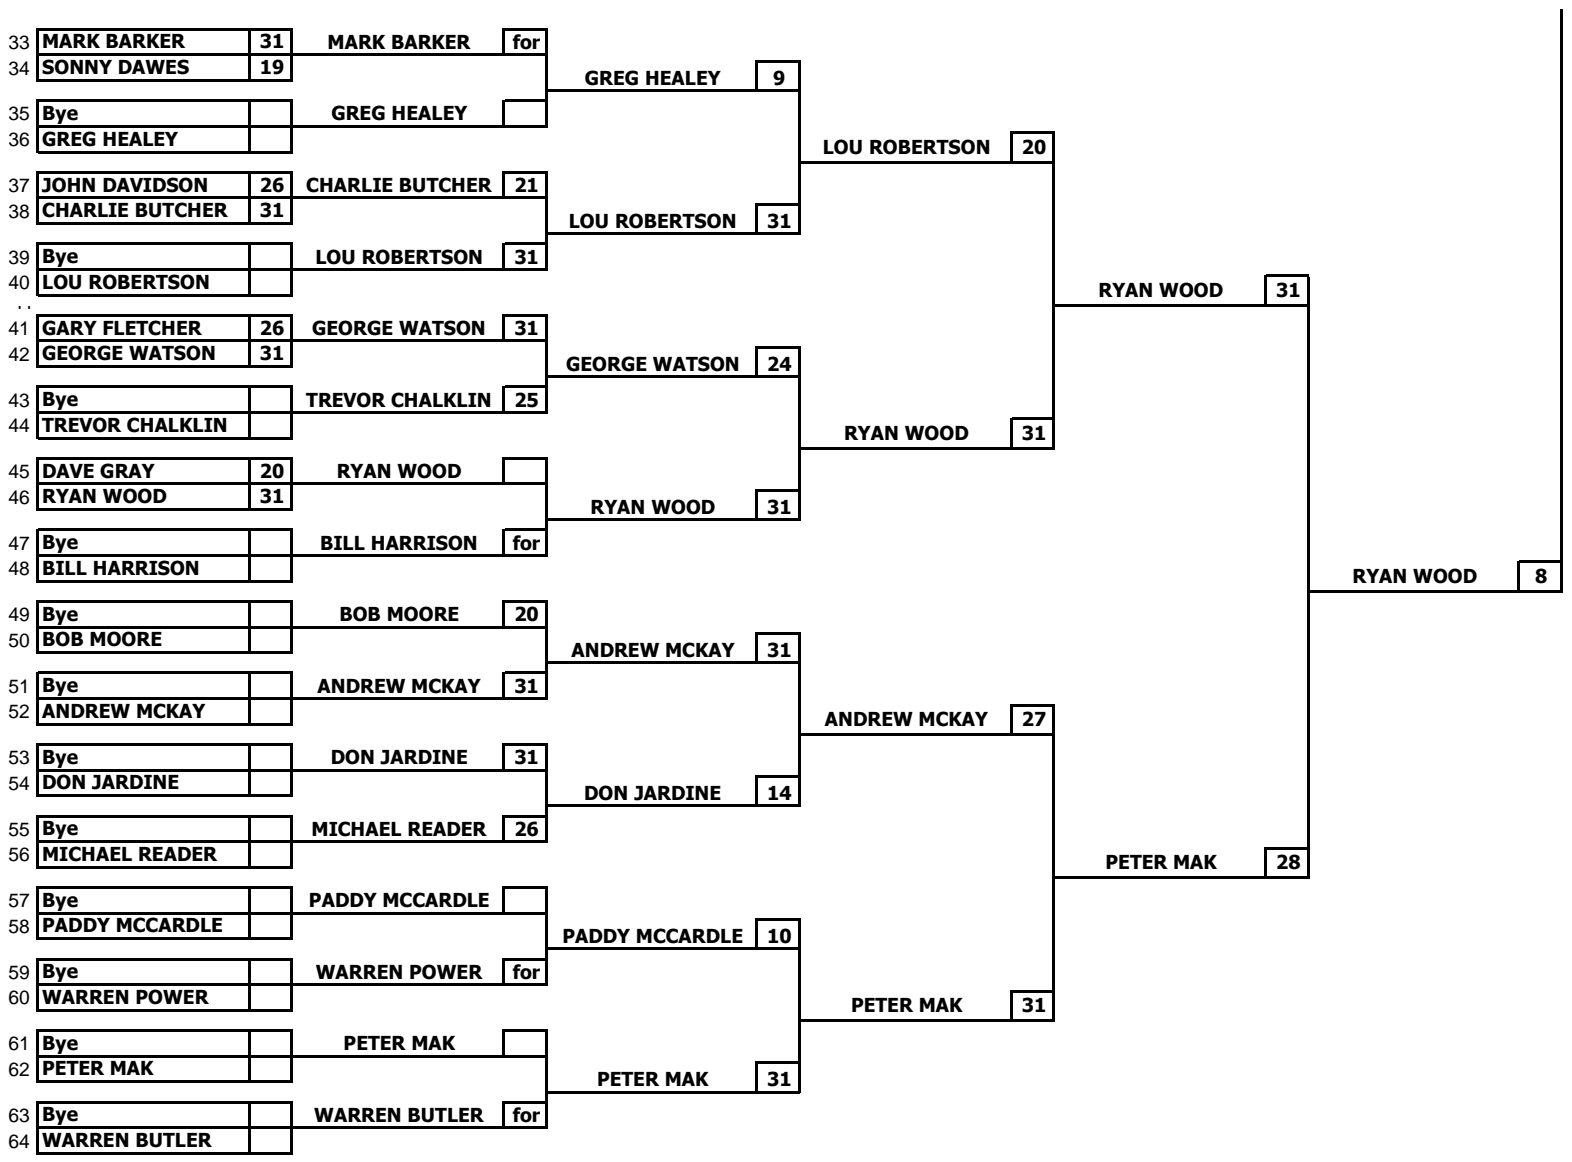 33 MARK BARKER 31 MARK BARKER for
34 SONNY DAWES 19
GREG HEALEY 9
35 Bye GREG HEALEY
36 GREG HEALEY
LOU ROBERTSON 20
37 JOHN DAVIDSON 26 CHARLIE BUTCHER 21
38 CHARLIE BUTCHER 31
LOU ROBERTSON 31
39 Bye LOU ROBERTSON 31
40 LOU ROBERTSON
RYAN WOOD 31
41 GARY FLETCHER 26 GEORGE WATSON 31
42 GEORGE WATSON 31
GEORGE WATSON 24
43 Bye TREVOR CHALKLIN 25
44 TREVOR CHALKLIN
RYAN WOOD 31
45 DAVE GRAY 20 RYAN WOOD
46 RYAN WOOD 31
RYAN WOOD 31
47 Bye BILL HARRISON for
48 BILL HARRISON
RYAN WOOD 8
49 Bye BOB MOORE 20
50 BOB MOORE
ANDREW MCKAY 31
51 Bye ANDREW MCKAY 31
52 ANDREW MCKAY
ANDREW MCKAY 27
53 Bye DON JARDINE 31
54 DON JARDINE
DON JARDINE 14
55 Bye MICHAEL READER 26
56 MICHAEL READER
PETER MAK 28
57 Bye PADDY MCCARDLE
58 PADDY MCCARDLE
PADDY MCCARDLE 10
59 Bye WARREN POWER for
60 WARREN POWER
PETER MAK 31
61 Bye PETER MAK
62 PETER MAK
PETER MAK 31
63 Bye WARREN BUTLER for
64 WARREN BUTLER